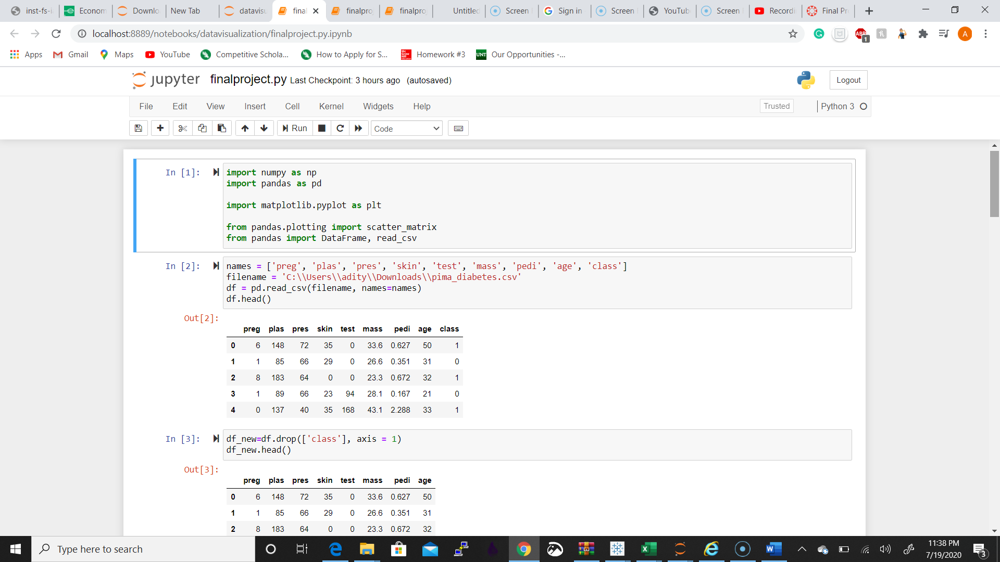 inst-fs-i
Econom
Downlo
New Tab
datavisu
final
finalproj
finalproj
Untitled
Screen
Sign in
Screen
YouTub
Screen
Recordi
Final Pr
localhost:8889/notebooks/datavisualization/finalproject.py.ipynb
ABP
1
A
Apps
Gmail
Maps
YouTube
Competitive Schola...
How to Apply for S...
Homework #3
UNT
Our Opportunities -...
jupyter finalproject.py Last Checkpoint: 3 hours ago (autosaved)
Logout
File Edit View Insert Cell Kernel Widgets Help
Trusted
Python 3
Run
Code
In [1]:
import numpy as np
import pandas as pd
import matplotlib.pyplot as plt
from pandas.plotting import scatter_matrix
from pandas import DataFrame, read_csv
In [2]:
names = ['preg', 'plas', 'pres', 'skin', 'test', 'mass', 'pedi', 'age', 'class']
filename = 'C:\\Users\\adity\\Downloads\\pima_diabetes.csv'
df = pd.read_csv(filename, names=names)
df.head()
Out[2]:
preg plas pres skin test mass pedi age class
0 6 148 72 35 0 33.6 0.627 50 1
1 1 85 66 29 0 26.6 0.351 31 0
2 8 183 64 0 0 23.3 0.672 32 1
3 1 89 66 23 94 28.1 0.167 21 0
4 0 137 40 35 168 43.1 2.288 33 1
In [3]:
df_new=df.drop(['class'], axis = 1)
df_new.head()
Out[3]:
preg plas pres skin test mass pedi age
0 6 148 72 35 0 33.6 0.627 50
1 1 85 66 29 0 26.6 0.351 31
2 8 183 64 0 0 23.3 0.672 32
Type here to search
11:38 PM
7/19/2020
3